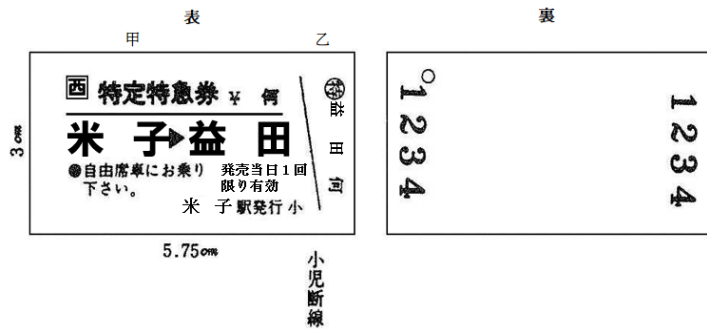 表
裏
甲
乙
西 特定特急券 ¥ 何
米 子▶益 田
●自由席車にお乗り
下さい。
発売当日1回
限り有効
米 子 駅発行 小
特 益 田 何
3cm
5.75cm
小児断線
1234
1234